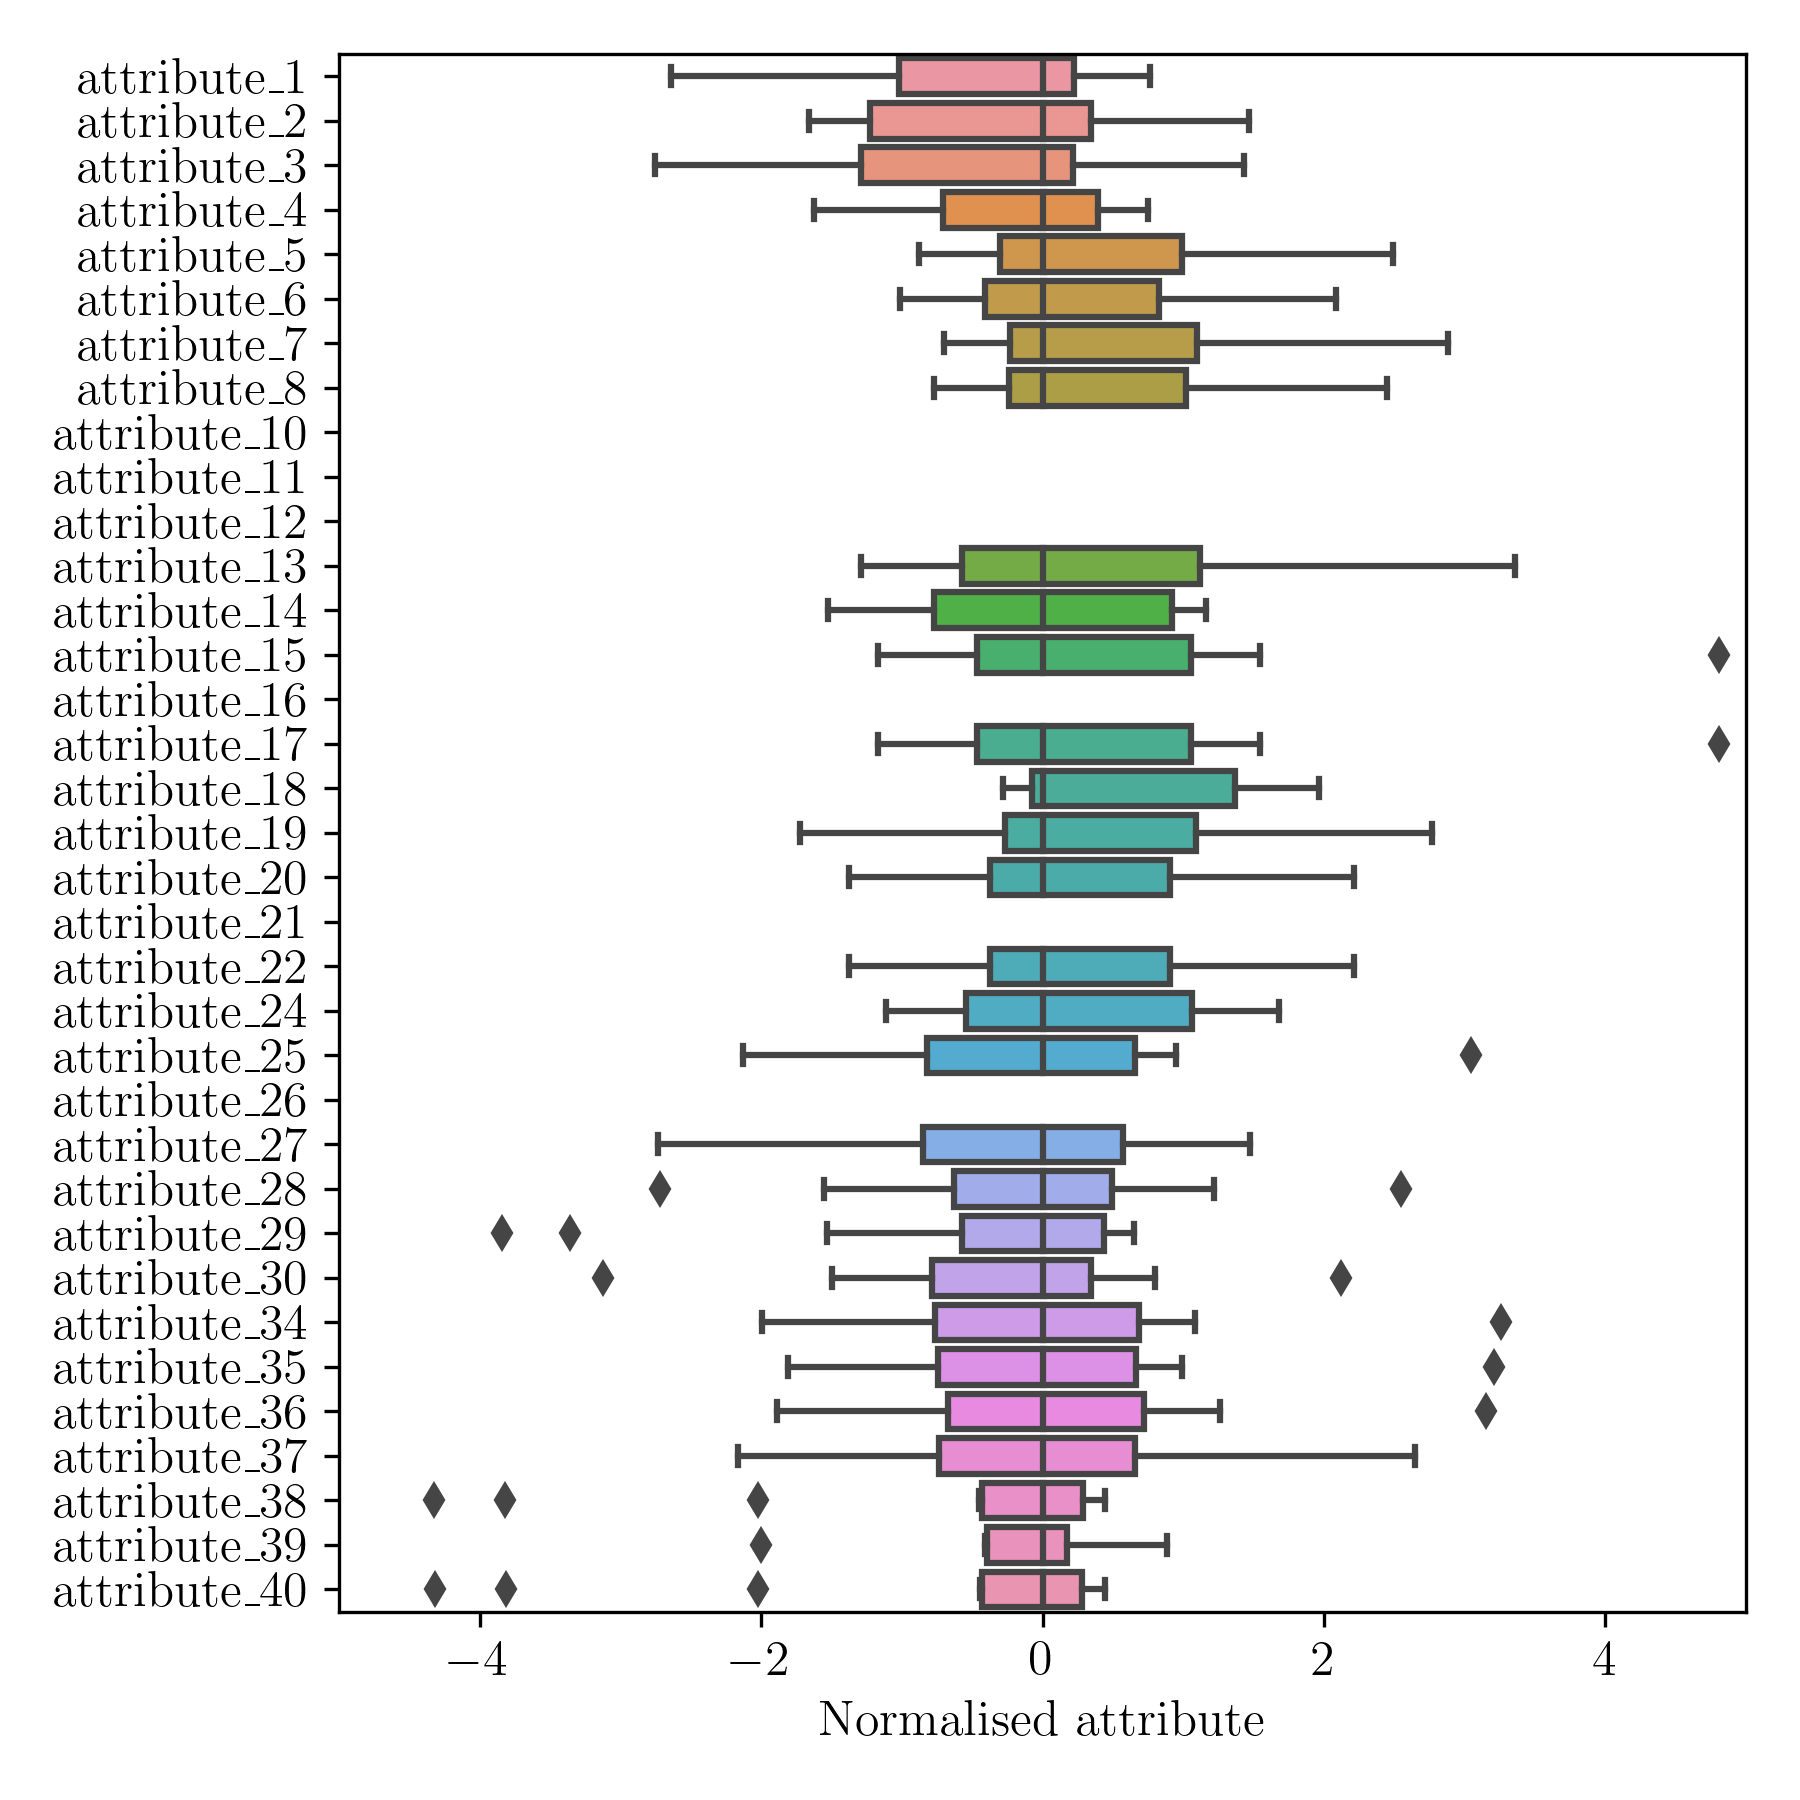 attribute_1
attribute_2
attribute_3
attribute_4
attribute_5
attribute_6
attribute_7
attribute_8
attribute_10
attribute_11
attribute_12
attribute_13
attribute_14
attribute_15
attribute_16
attribute_17
attribute_18
attribute_19
attribute_20
attribute_21
attribute_22
attribute_24
attribute_25
attribute_26
attribute_27
attribute_28
attribute_29
attribute_30
attribute_34
attribute_35
attribute_36
attribute_37
attribute_38
attribute_39
attribute_40
−4 −2 0 2 4
Normalised attribute